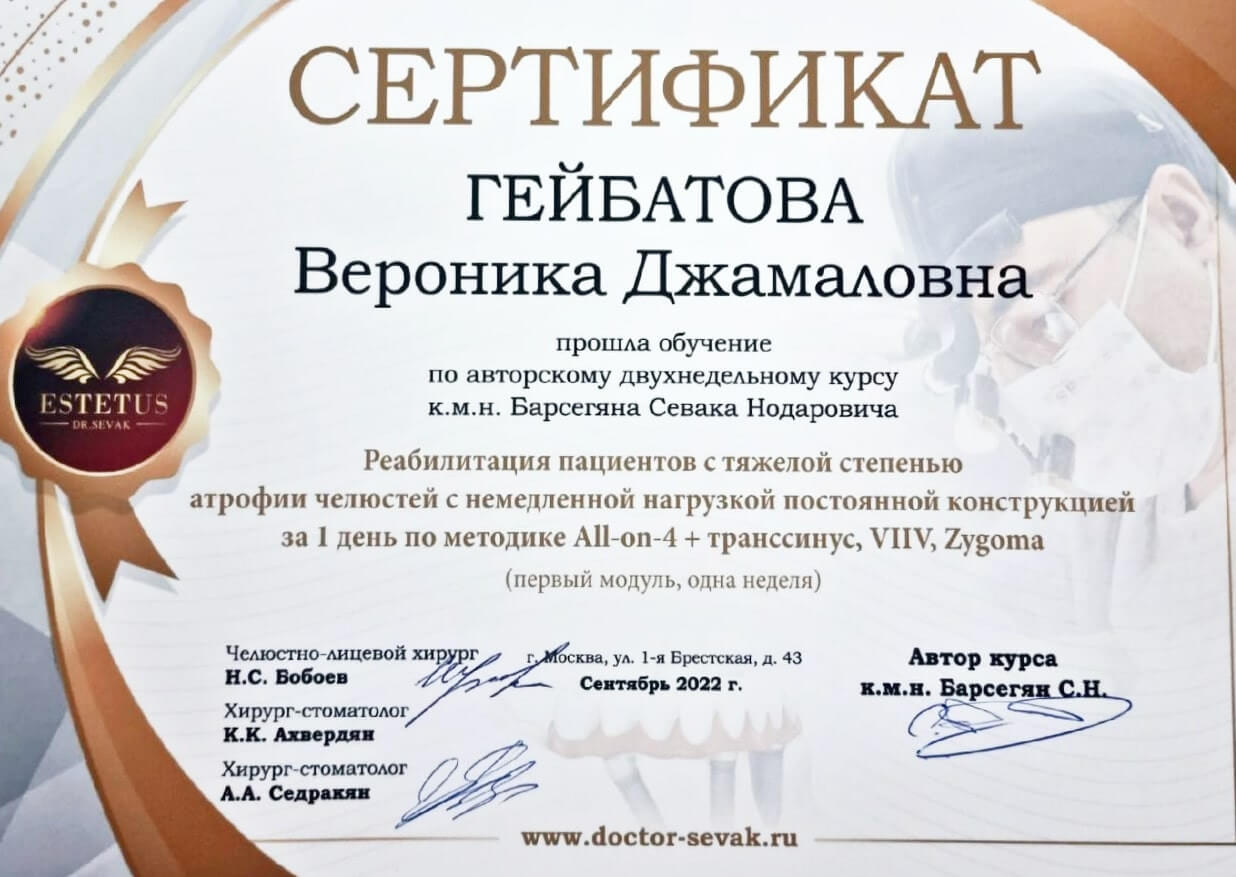 СЕРТИФИКАТ
ГЕЙБАТОВА
Вероника Джамаловна
прошла обучение
по авторскому двухнедельному курсу
к.м.н. Барсегяна Севака Нодаровича
ESTETUS
DR.SEVAK
Реабилитация пациентов с тяжелой степенью
атрофии челюстей с немедленной нагрузкой постоянной конструкцией
за 1 день по методике All-on-4 + транссинус, VIIV, Zygoma
(первый модуль, одна неделя)
Челюстно-лицевой хирург
Н.С. Бобоев
Хирург-стоматолог
К.К. Ахвердян
Хирург-стоматолог
А.А. Седракян
г. Москва, ул. 1-я Брестская, д. 43
Сентябрь 2022 г.
Автор курса
к.м.н. Барсегян С.Н.
www.doctor-sevak.ru